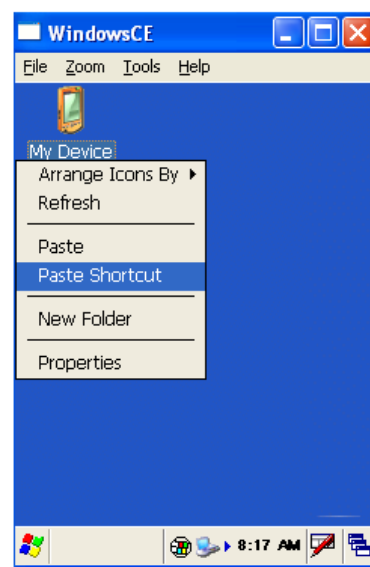 WindowsCE
File Zoom Tools Help
My Device
Arrange Icons By
Refresh
Paste
Paste Shortcut
New Folder
Properties
8:17 AM